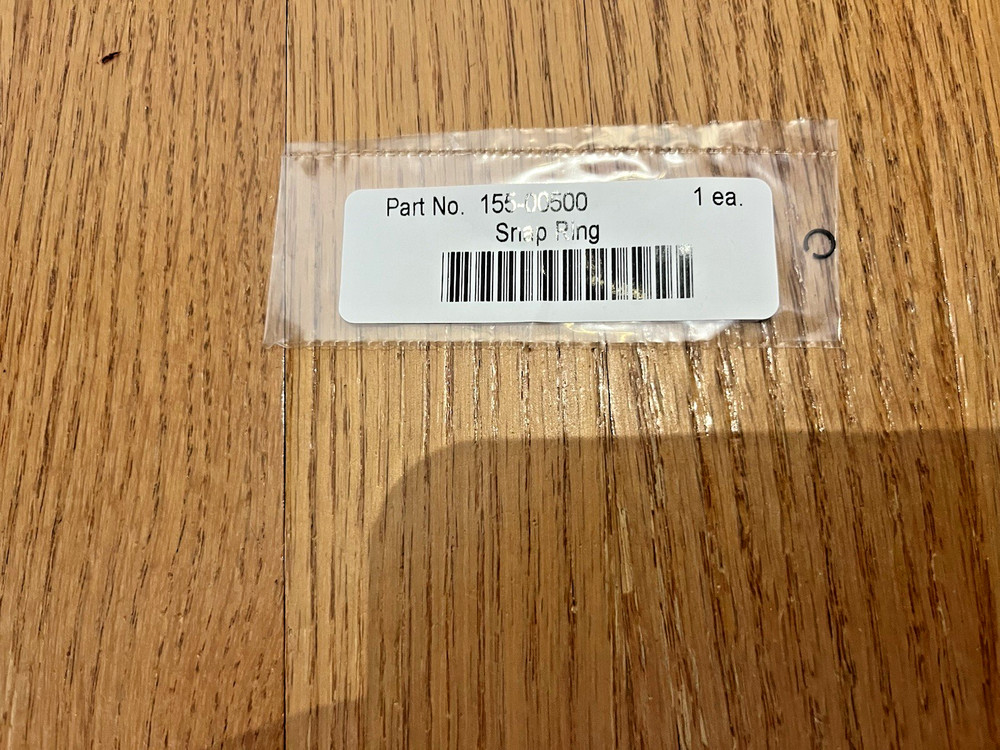 Part No. 155-00500 1 ea.
Snap Ring